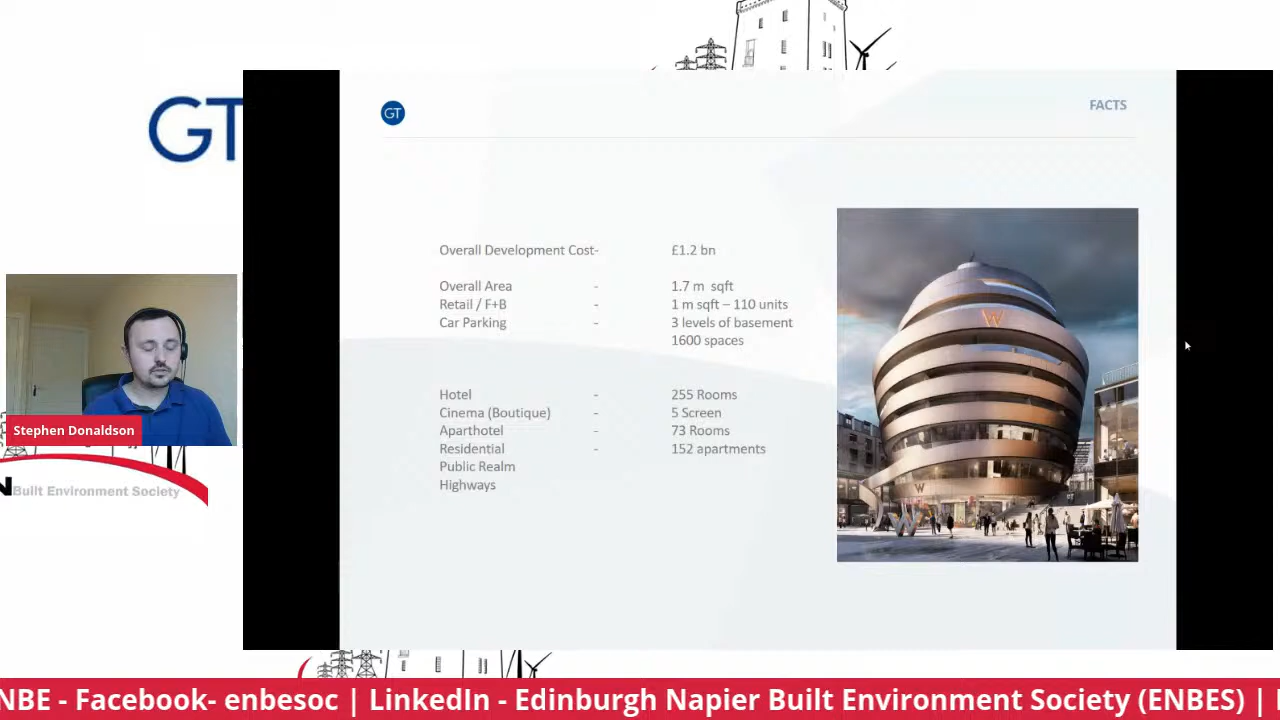 GT
GT
FACTS
Overall Development Cost- £1.2 bn
Overall Area - 1.7 m sqft
Retail / F+B - 1 m sqft – 110 units
Car Parking - 3 levels of basement
1600 spaces
Hotel - 255 Rooms
Cinema (Boutique) - 5 Screen
Aparthotel - 73 Rooms
Residential - 152 apartments
Public Realm
Highways
W
W
W
Stephen Donaldson
N Built Environment Society
NBE - Facebook- enbesoc | LinkedIn - Edinburgh Napier Built Environment Society (ENBES) |